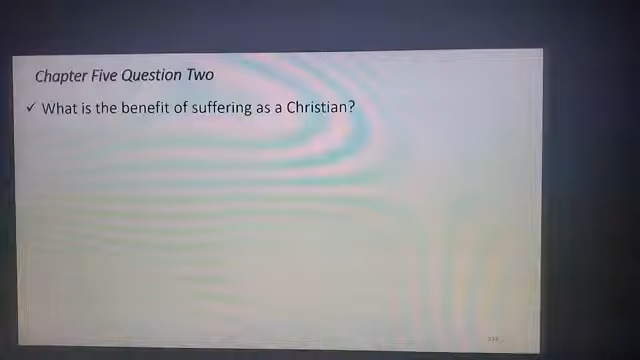 Chapter Five Question Two
✓ What is the benefit of suffering as a Christian?